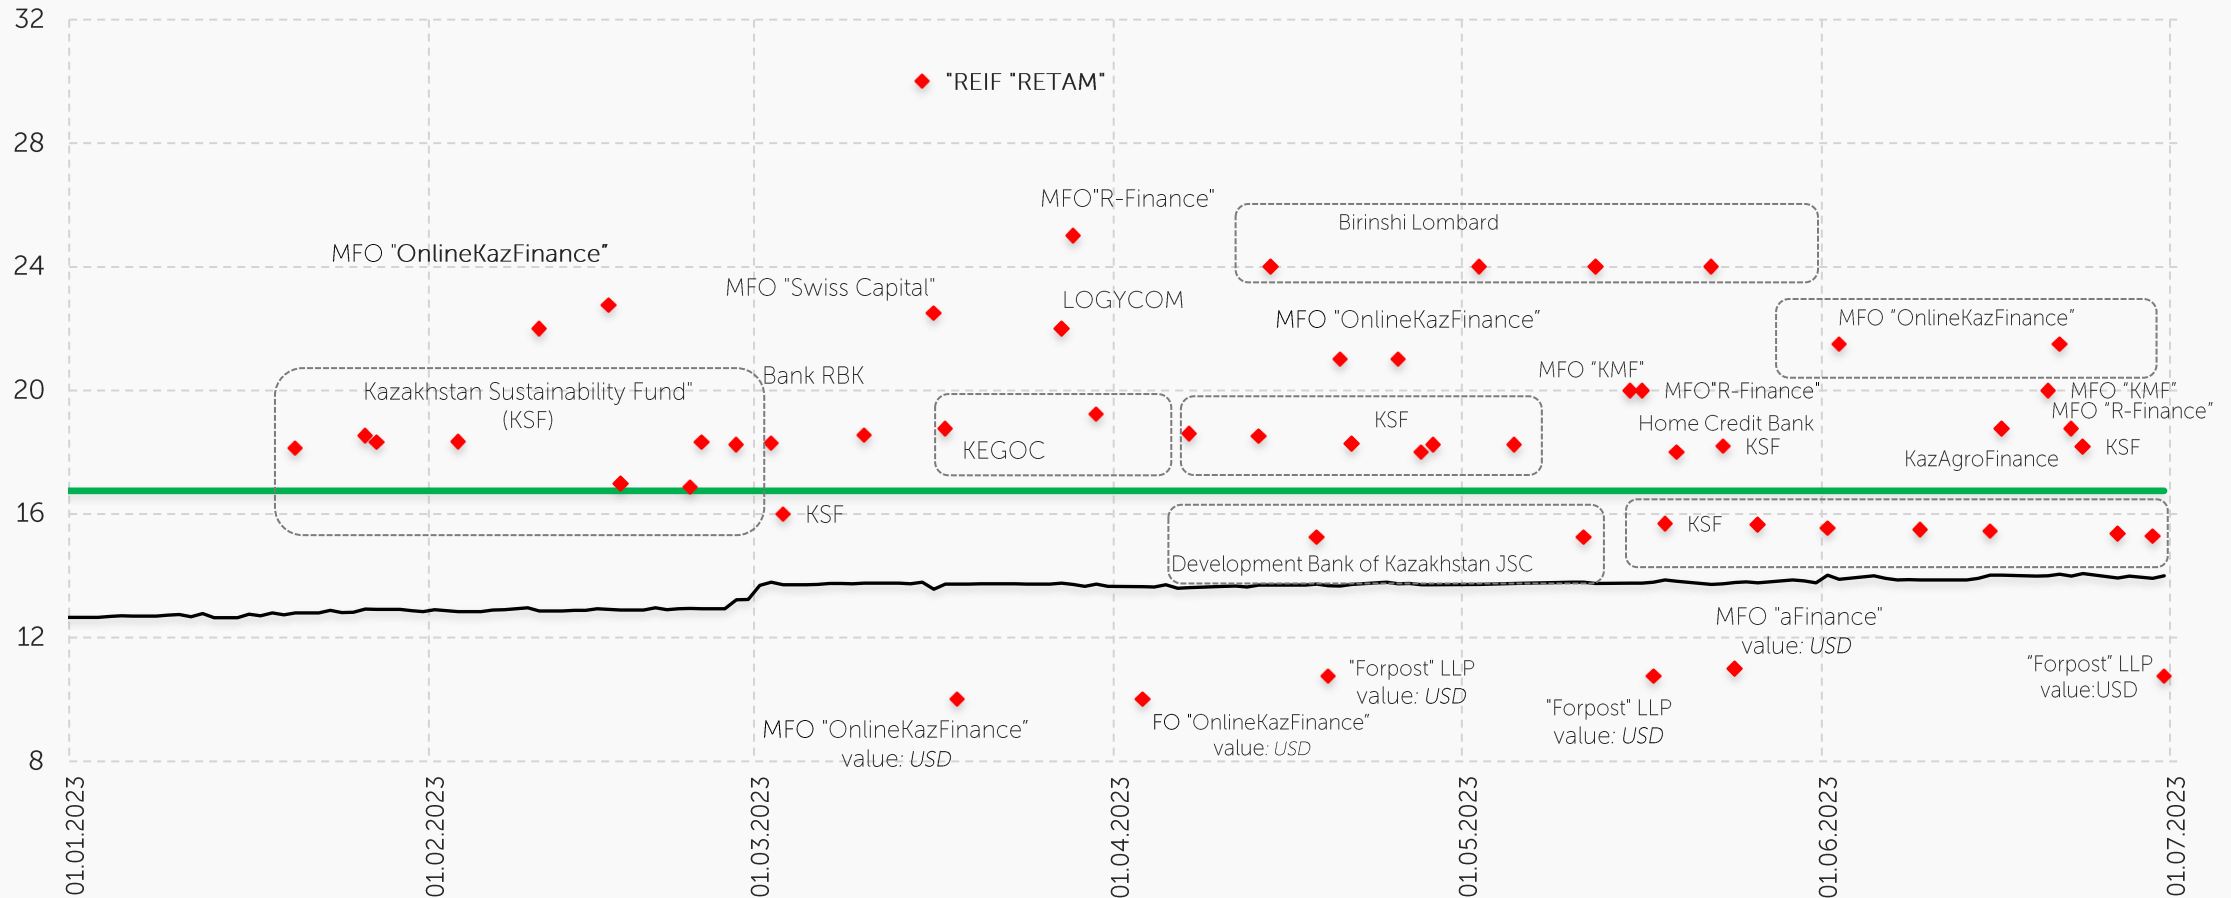 32
"REIF "RETAM"
28
MFO"R-Finance"
Birinshi Lombard
MFO "OnlineKazFinance”
24
MFO "Swiss Capital"
LOGYCOM
MFO "OnlineKazFinance”
MFO “OnlineKazFinance”
Bank RBK
MFO “KMF”
20
Kazakhstan Sustainability Fund"
(KSF)
MFO"R-Finance"
MFO “KMF”
MFO “R-Finance”
KSF
Home Credit Bank
KEGOC
KSF
KSF
KazAgroFinance
16
KSF
KSF
Development Bank of Kazakhstan JSC
12
MFO "aFinance"
value: USD
"Forpost" LLP
value: USD
“Forpost” LLP
value:USD
"Forpost" LLP
value: USD
MFO "OnlineKazFinance”
value: USD
FO "OnlineKazFinance”
value: USD
8
01.01.2023
01.02.2023
01.03.2023
01.04.2023
01.05.2023
01.06.2023
01.07.2023